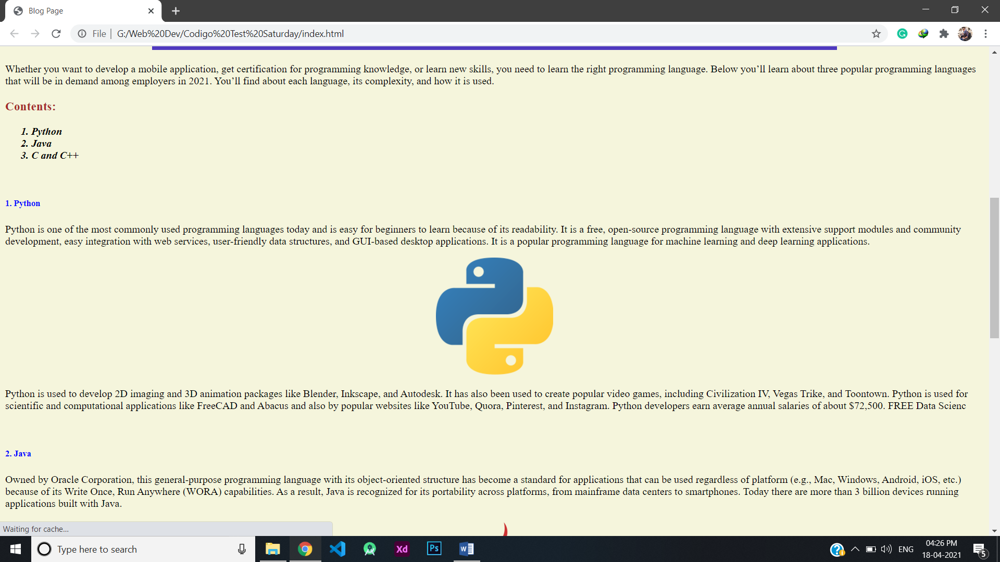 Blog Page
File | G:/Web%20Dev/Codigo%20Test%20Saturday/index.html
Whether you want to develop a mobile application, get certification for programming knowledge, or learn new skills, you need to learn the right programming language. Below you’ll learn about three popular programming languages
that will be in demand among employers in 2021. You’ll find about each language, its complexity, and how it is used.
Contents:
1. Python
2. Java
3. C and C++
1. Python
Python is one of the most commonly used programming languages today and is easy for beginners to learn because of its readability. It is a free, open-source programming language with extensive support modules and community
development, easy integration with web services, user-friendly data structures, and GUI-based desktop applications. It is a popular programming language for machine learning and deep learning applications.
Python is used to develop 2D imaging and 3D animation packages like Blender, Inkscape, and Autodesk. It has also been used to create popular video games, including Civilization IV, Vegas Trike, and Toontown. Python is used for
scientific and computational applications like FreeCAD and Abacus and also by popular websites like YouTube, Quora, Pinterest, and Instagram. Python developers earn average annual salaries of about $72,500. FREE Data Scienc
2. Java
Owned by Oracle Corporation, this general-purpose programming language with its object-oriented structure has become a standard for applications that can be used regardless of platform (e.g., Mac, Windows, Android, iOS, etc.)
because of its Write Once, Run Anywhere (WORA) capabilities. As a result, Java is recognized for its portability across platforms, from mainframe data centers to smartphones. Today there are more than 3 billion devices running
applications built with Java.
Waiting for cache...
Type here to search
Xd
Ps
W
ENG
04:26 PM
18-04-2021
5